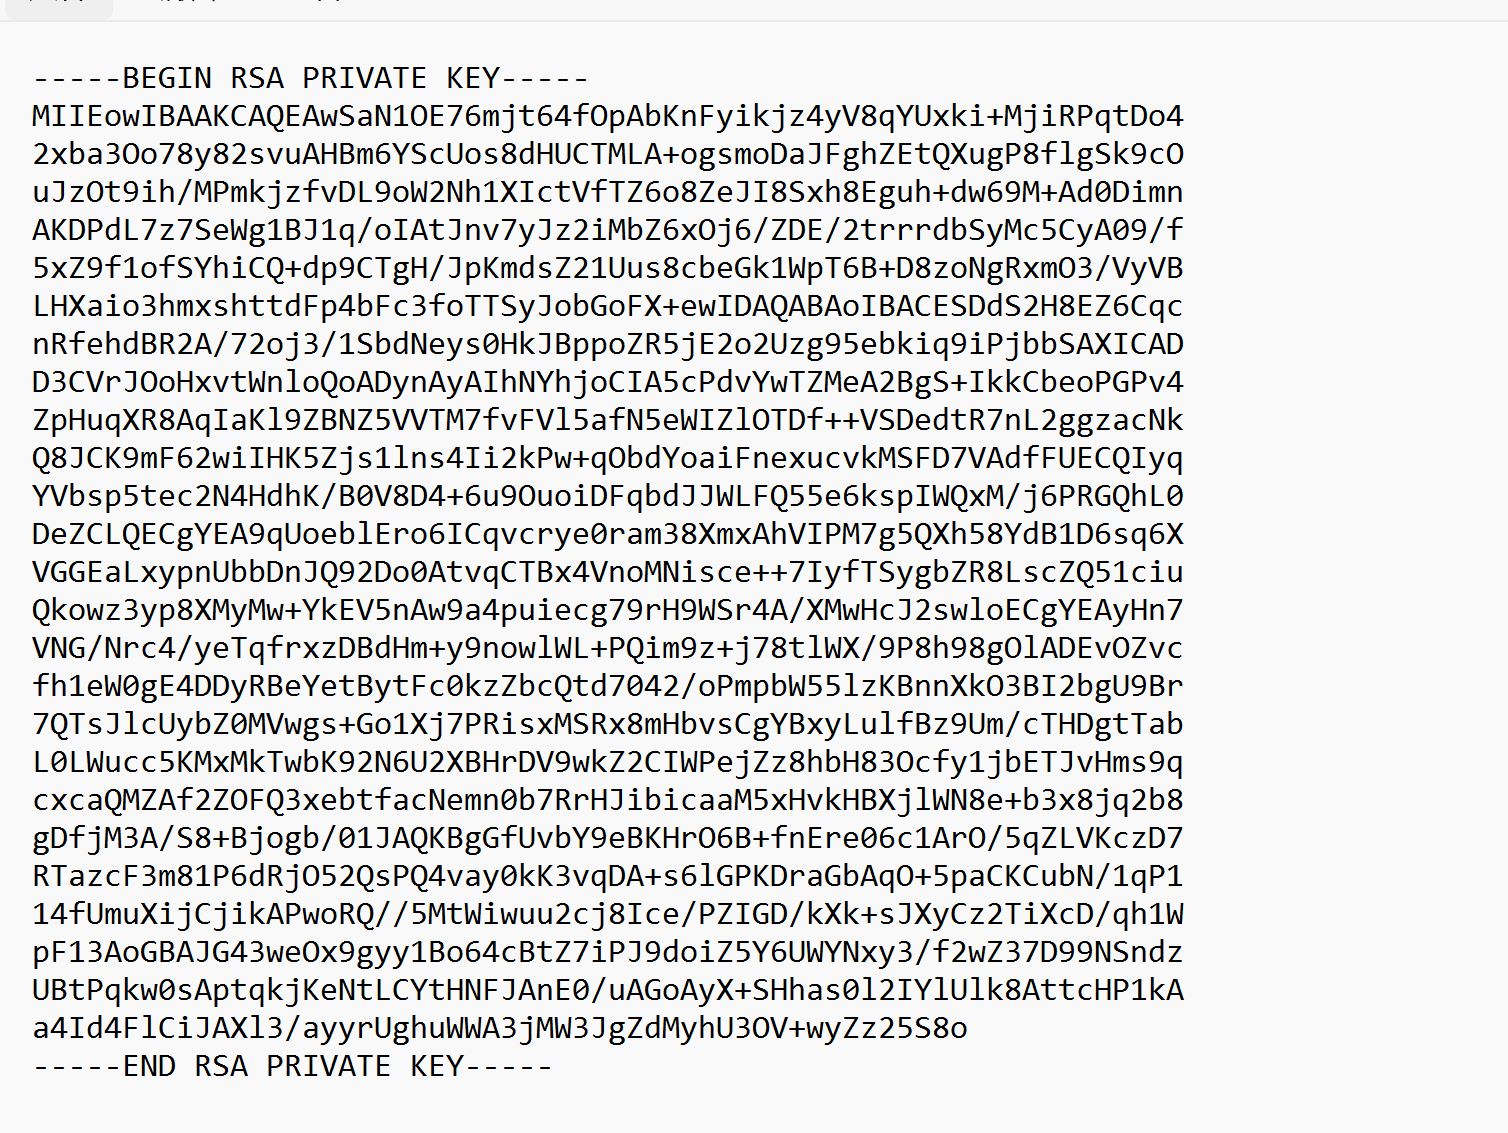 -----BEGIN RSA PRIVATE KEY-----
MIIEowIBAAKCAQEAwSaN1OE76mjt64fOpAbKnFyikjz4yV8qYUxki+MjiRPqtDo4
2xba3Oo78y82svuAHBm6YScUos8dHUCTMLA+ogsmoDaJFghZEtQXugP8flgSk9cO
uJzOt9ih/MPmkjzfvDL9oW2Nh1XIctVfTZ6o8ZeJI8Sxh8Eguh+dw69M+Ad0Dimn
AKDPdL7z7SeWg1BJ1q/oIAtJnv7yJz2iMbZ6xOj6/ZDE/2trrrdbSyMc5CyA09/f
5xZ9f1ofSYhiCQ+dp9CTgH/JpKmdsZ21Uus8cbeGk1WpT6B+D8zoNgRxmO3/VyVB
LHXaio3hmxshttdFp4bFc3foTTSyJobGoFX+ewIDAQABAoIBACESDdS2H8EZ6Cqc
nRfehdBR2A/72oj3/1SbdNeys0HkJBppoZR5jE2o2Uzg95ebkiq9iPjbbSAXICAD
D3CVrJOoHxvtWnloQoADynAyAIhNYhjoCIA5cPdvYwTZMeA2BgS+IkkCbeoPGPv4
ZpHuqXR8AqIaKl9ZBNZ5VVTM7fvFVl5afN5eWIZlOTDf++VSDedtR7nL2ggzacNk
Q8JCK9mF62wiIHK5Zjs1lns4Ii2kPw+qObdYoaiFnexucvkMSFD7VAdfFUECQIyq
YVbsp5tec2N4HdhK/B0V8D4+6u9OuoiDFqbdJJWLFQ55e6kspIWQxM/j6PRGQhL0
DeZCLQECgYEA9qUoeblEro6ICqvcrye0ram38XmxAhVIPM7g5QXh58YdB1D6sq6X
VGGEaLxypnUbbDnJQ92Do0AtvqCTBx4VnoMNisce++7IyfTSygbZR8LscZQ51ciu
Qkowz3yp8XMyMw+YkEV5nAw9a4puiecg79rH9WSr4A/XMwHcJ2swloECgYEAyHn7
VNG/Nrc4/yeTqfrxzDBdHm+y9nowlWL+PQim9z+j78tlWX/9P8h98gOlADEvOZvc
fh1eW0gE4DDyRBeYetBytFc0kzZbcQtd7042/oPmpbW55lzKBnnXkO3BI2bgU9Br
7QTsJlcUybZ0MVwgs+Go1Xj7PRisxMSRx8mHbvsCgYBxyLulfBz9Um/cTHDgtTab
L0LWucc5KMxMkTwbK92N6U2XBHrDV9wkZ2CIWPejZz8hbH83Ocfy1jbETJvHms9q
cxcaQMZAf2ZOFQ3xebtfacNemn0b7RrHJibicaaM5xHvkHBXjlWN8e+b3x8jq2b8
gDfjM3A/S8+Bjogb/01JAQKBgGfUvbY9eBKHrO6B+fnEre06c1ArO/5qZLVKczD7
RTazcF3m81P6dRjO52QsPQ4vay0kK3vqDA+s6lGPKDraGbAqO+5paCKCubN/1qP1
14fUmuXijCjikAPwoRQ//5MtWiwuu2cj8Ice/PZIGD/kXk+sJXyCz2TiXcD/qh1W
pF13AoGBAJG43weOx9gyy1Bo64cBtZ7iPJ9doiZ5Y6UWYNxy3/f2wZ37D99NSndz
UBtPqkw0sAptqkjKeNtLCYtHNFJAnE0/uAGoAyX+SHhas0l2IYlUlk8AttcHP1kA
a4Id4FlCiJAXl3/ayyrUghuWWA3jMW3JgZdMyhU3OV+wyZz25S8o
-----END RSA PRIVATE KEY-----